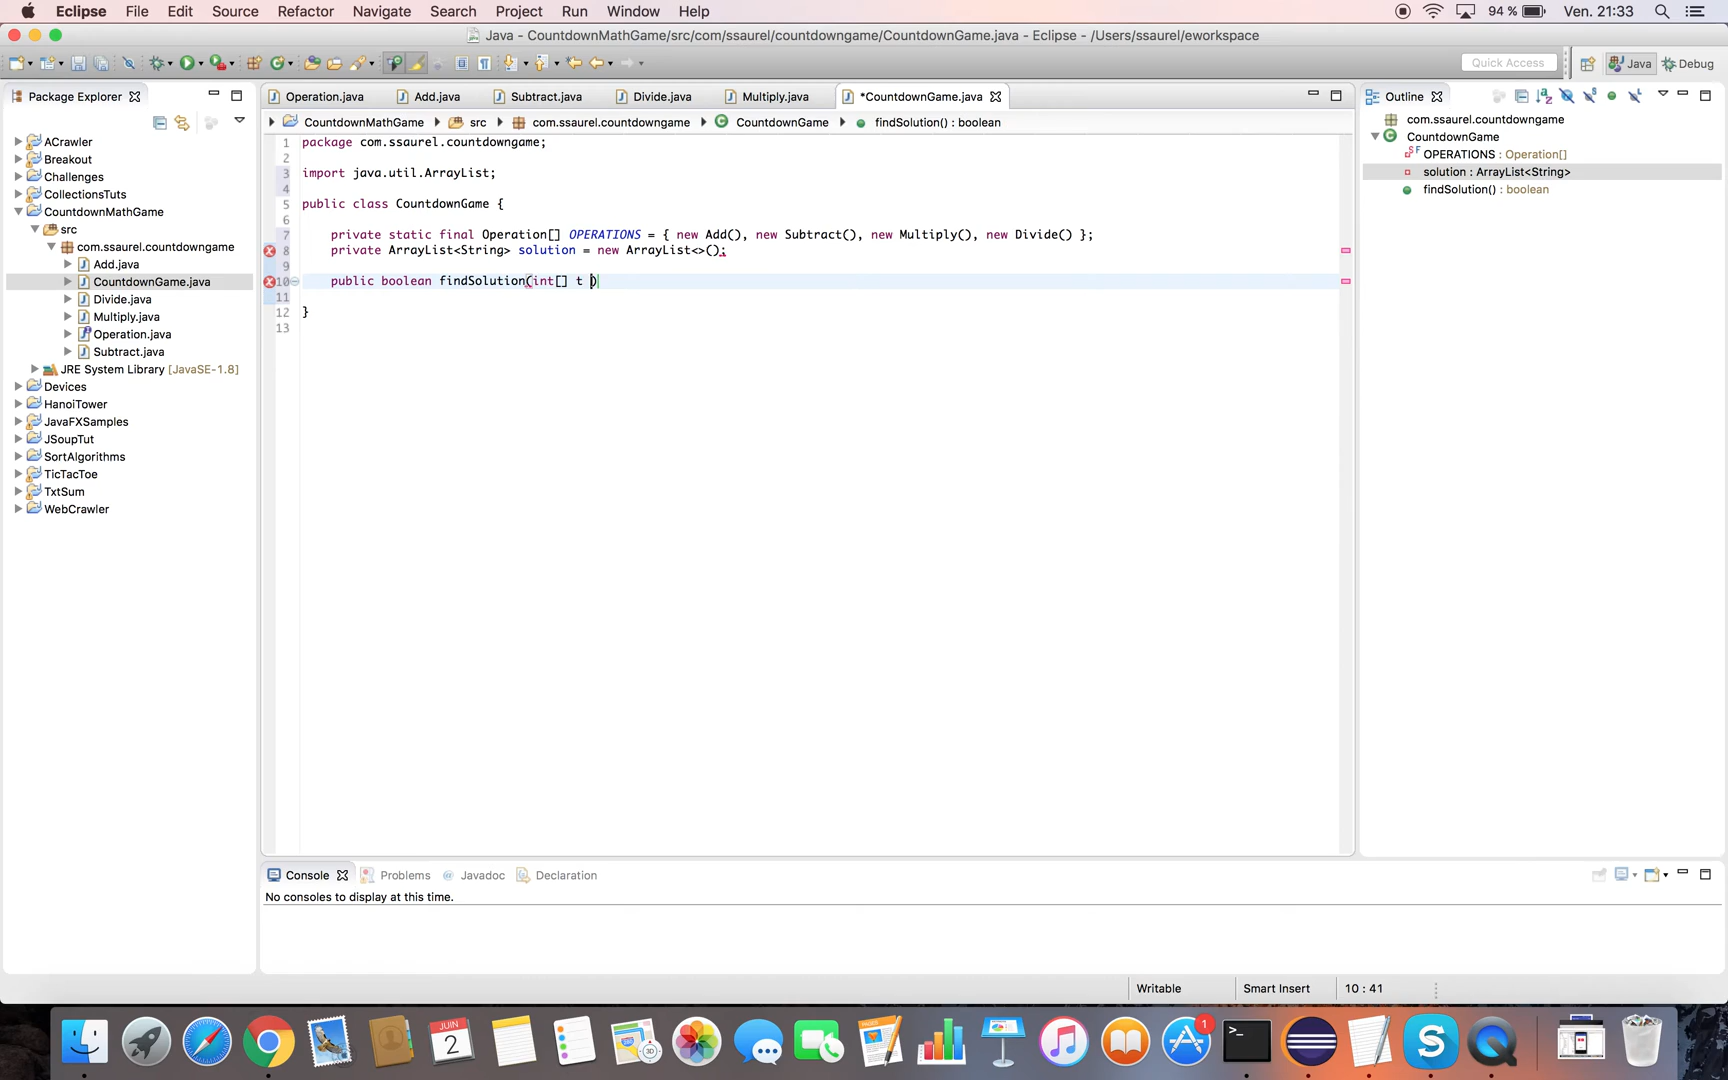 Eclipse File Edit Source Refactor Navigate Search Project Run Window Help 94 % Ven. 21:33
Java - CountdownMathGame/src/com/ssaurel/countdowngame/CountdownGame.java - Eclipse - /Users/ssaurel/eworkspace
Quick Access Java Debug
Package Explorer
ACrawler
Breakout
Challenges
CollectionsTuts
CountdownMathGame
src
com.ssaurel.countdowngame
Add.java
CountdownGame.java
Divide.java
Multiply.java
Operation.java
Subtract.java
JRE System Library [JavaSE-1.8]
Devices
HanoiTower
JavaFXSamples
JSoupTut
SortAlgorithms
TicTacToe
TxtSum
WebCrawler
Operation.java Add.java Subtract.java Divide.java Multiply.java *CountdownGame.java
CountdownMathGame src com.ssaurel.countdowngame CountdownGame findSolution() : boolean
1 package com.ssaurel.countdowngame;
2
3 import java.util.ArrayList;
4
5 public class CountdownGame {
6
7 private static final Operation[] OPERATIONS = { new Add(), new Subtract(), new Multiply(), new Divide() };
8 private ArrayList<String> solution = new ArrayList<>();
9
10 public boolean findSolution(int[] t )
11
12 }
13
Outline
com.ssaurel.countdowngame
CountdownGame
OPERATIONS : Operation[]
solution : ArrayList<String>
findSolution() : boolean
Console Problems Javadoc Declaration
No consoles to display at this time.
Writable Smart Insert 10 : 41